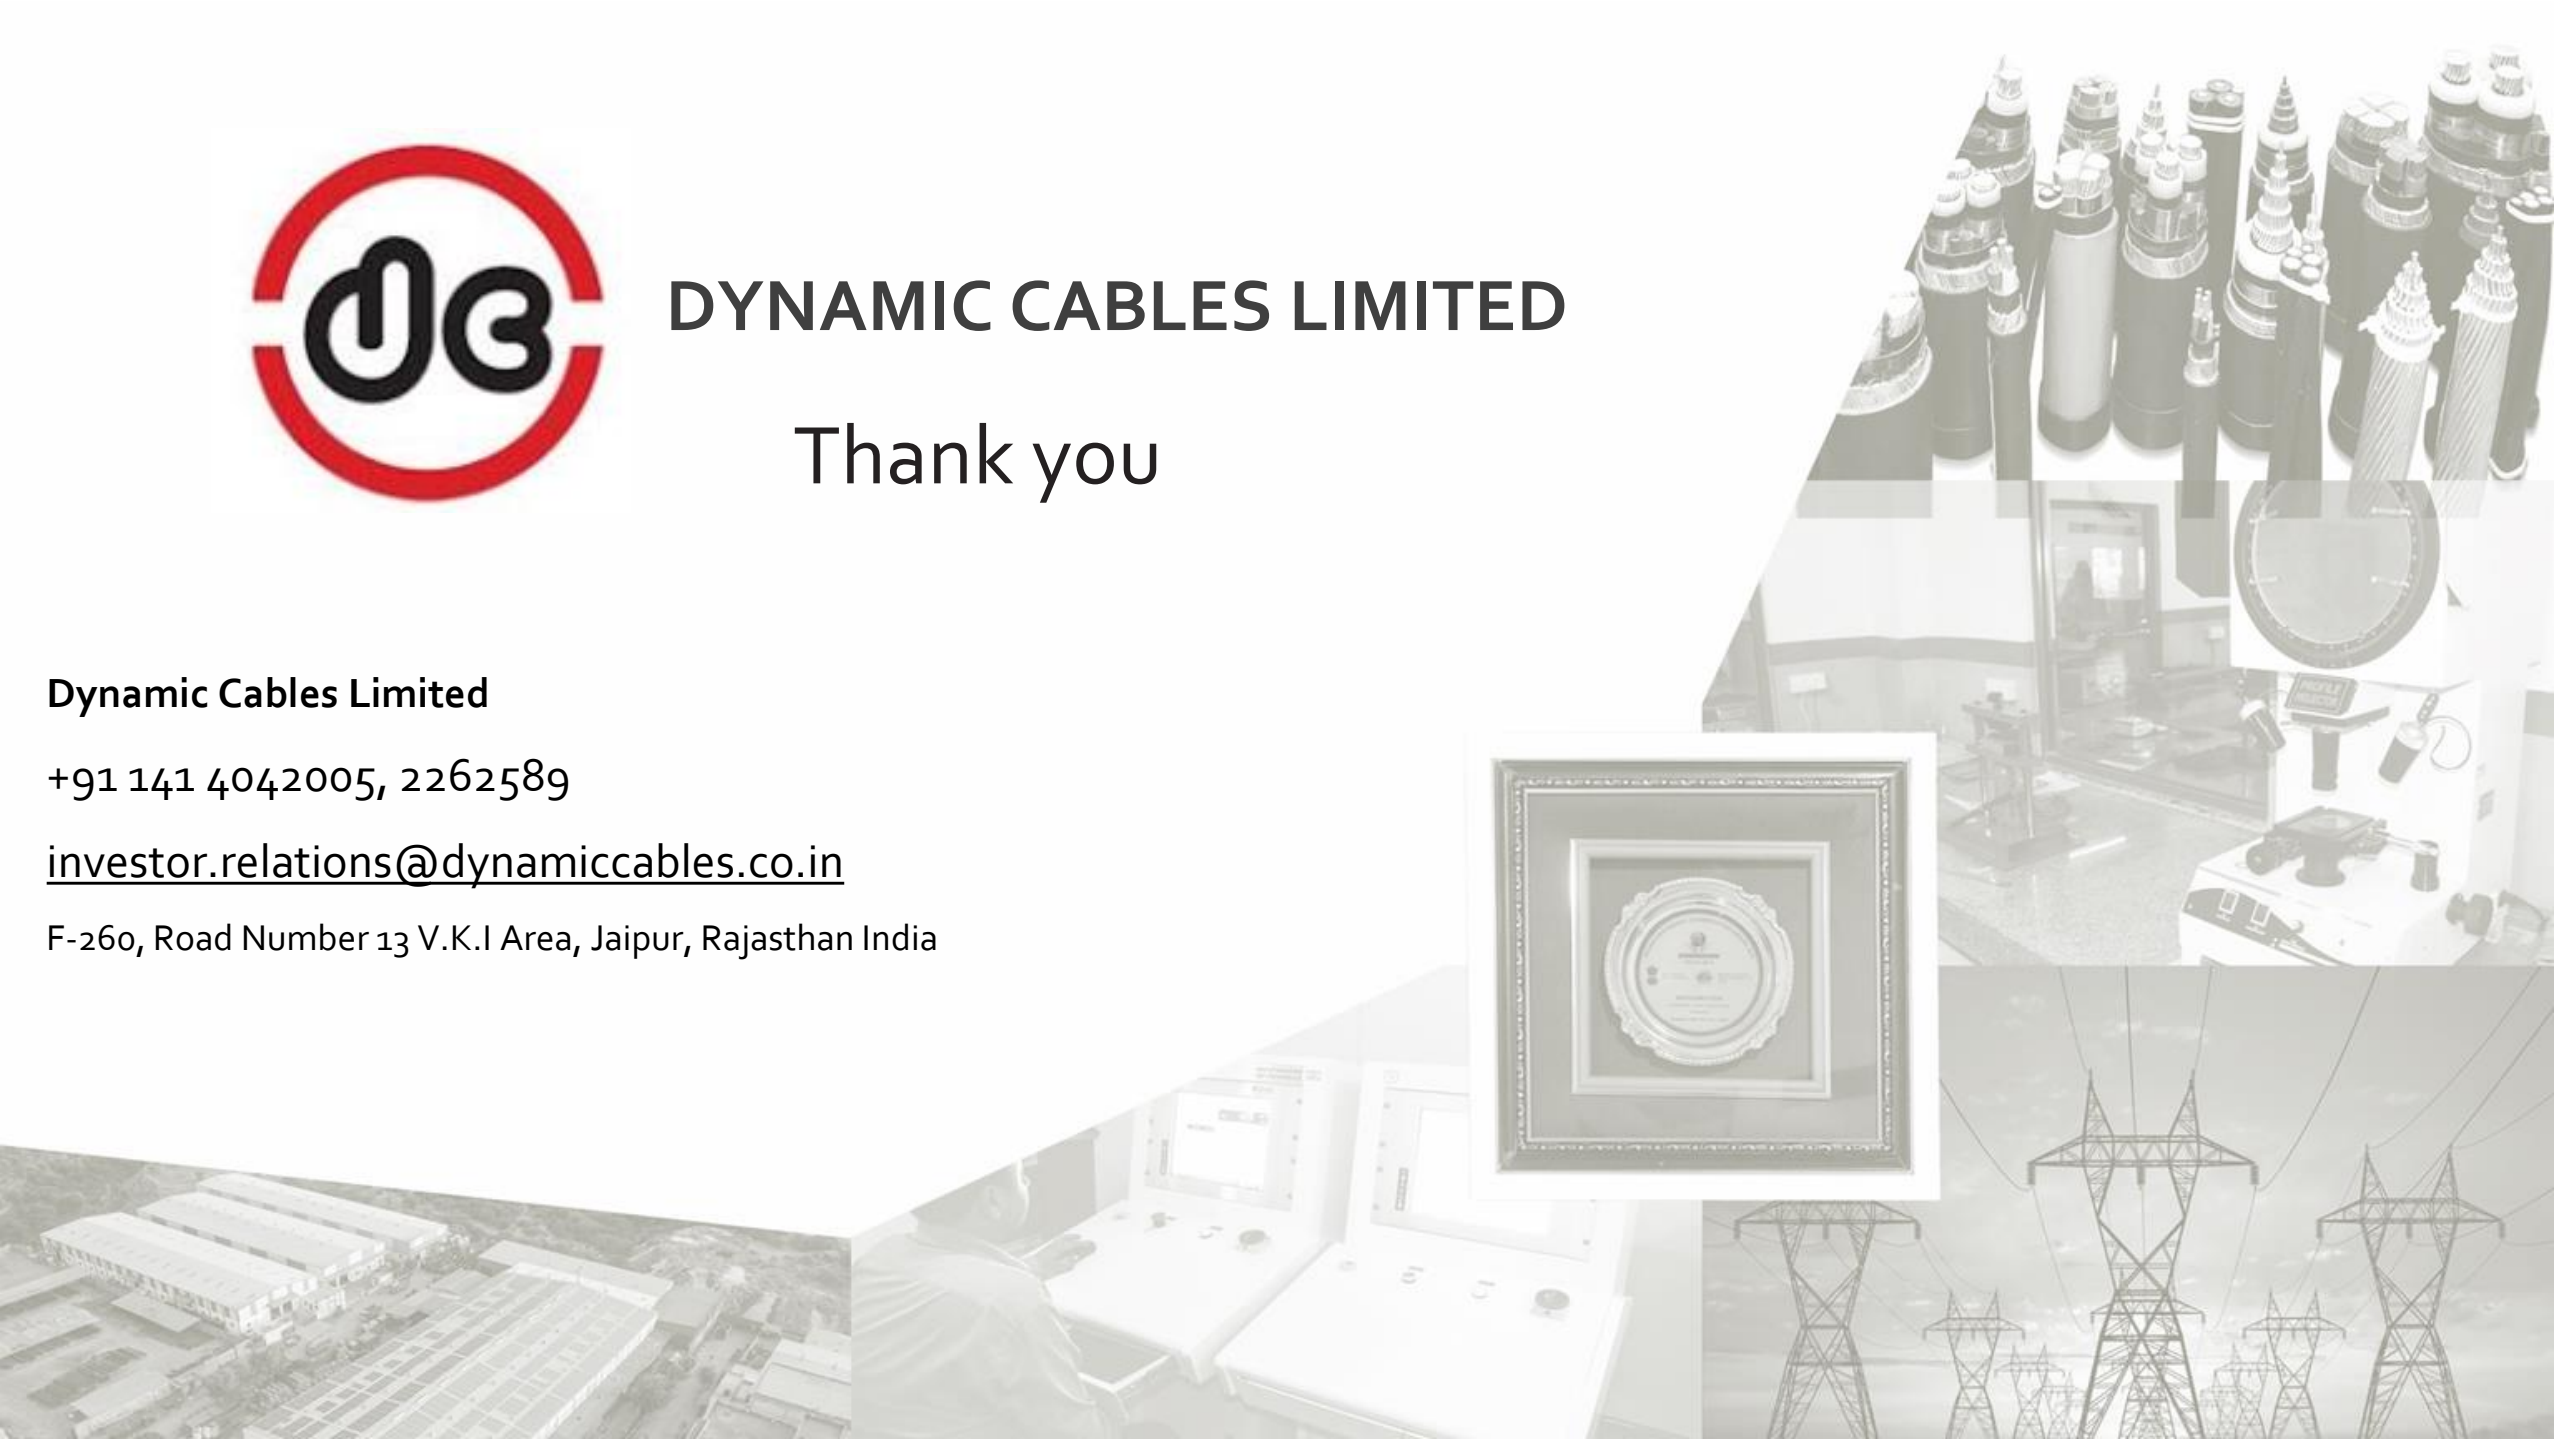 DYNAMIC CABLES LIMITED
Thank you
Dynamic Cables Limited
+91 141 4042005, 2262589
investor.relations@dynamiccables.co.in
F-260, Road Number 13 V.K.I Area, Jaipur, Rajasthan India